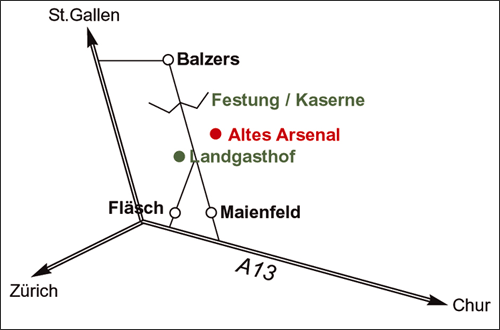 St.Gallen
Balzers
Festung / Kaserne
Altes Arsenal
Landgasthof
Fläsch
Maienfeld
A13
Zürich
Chur